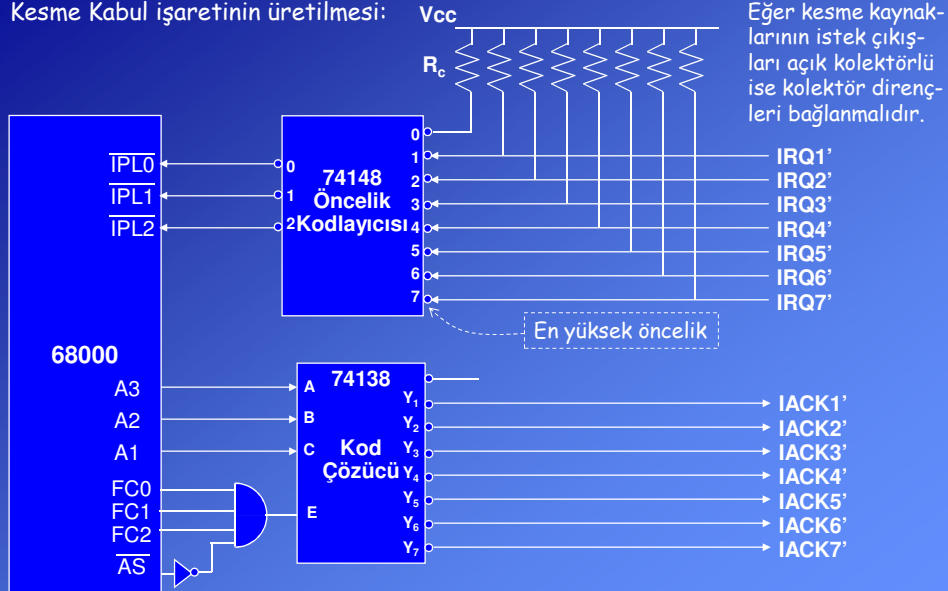 Kesme Kabul işaretinin üretilmesi:
Vcc
Rc
Eğer kesme kaynak-
larının istek çıkış-
ları açık kolektörlü
ise kolektör direnç-
leri bağlanmalıdır.
IPL0
IPL1
IPL2
0
1
2
74148
Öncelik
Kodlayıcısı
0
1
2
3
4
5
6
7
IRQ1’
IRQ2’
IRQ3’
IRQ4’
IRQ5’
IRQ6’
IRQ7’
En yüksek öncelik
68000
A3
A2
A1
FC0
FC1
FC2
AS
74138
A
B
C
E
Kod
Çözücü
Y1
Y2
Y3
Y4
Y5
Y6
Y7
IACK1’
IACK2’
IACK3’
IACK4’
IACK5’
IACK6’
IACK7’